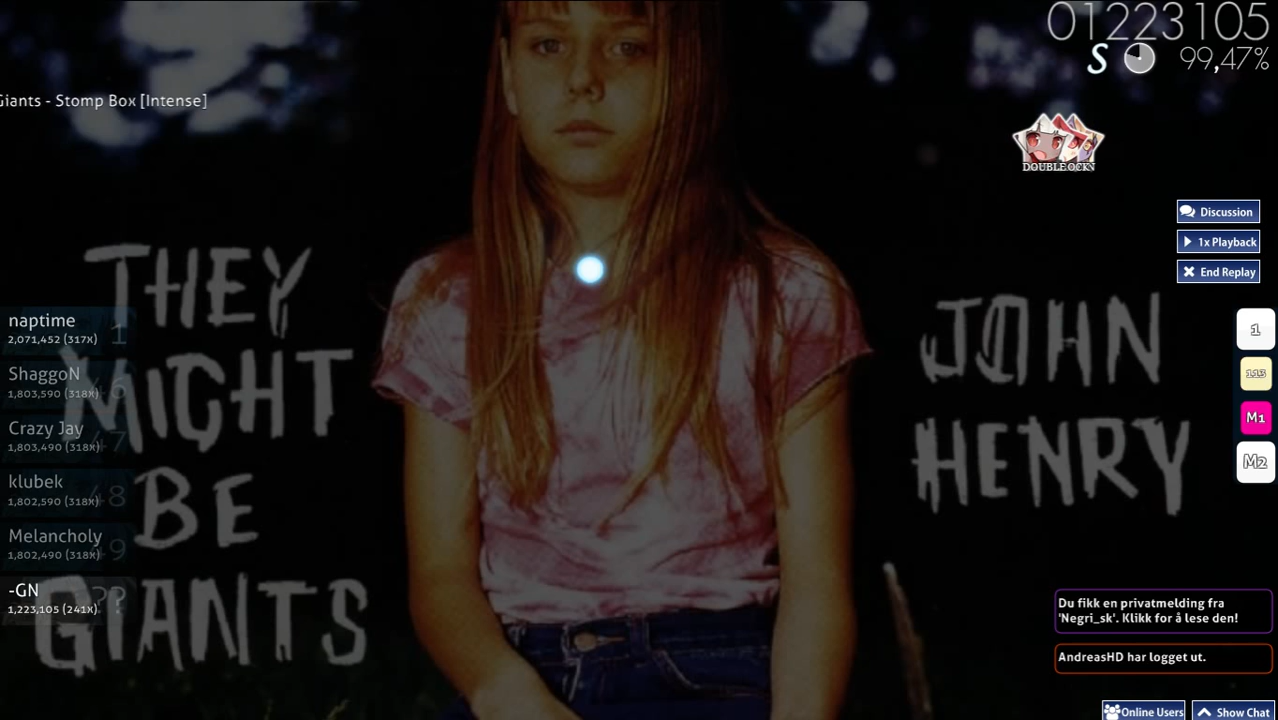 01223105
S 99,47%
Giants - Stomp Box [Intense]
Discussion
1x Playback
End Replay
THEY
MIGHT
BE
GIANTS
JOHN
HENRY
naptime
2,071,452 (317x) 1
ShaggoN
1,803,590 (318x)
Crazy Jay
1,803,490 (318x)
klubek
1,802,590 (318x)
Melancholy
1,802,490 (318x)
-GN
1,223,105 (241x) ??
1
113
M1
M2
Du fikk en privatmelding fra
'Negri_sk'. Klikk for å lese den!
AndreasHD har logget ut.
Online Users
Show Chat